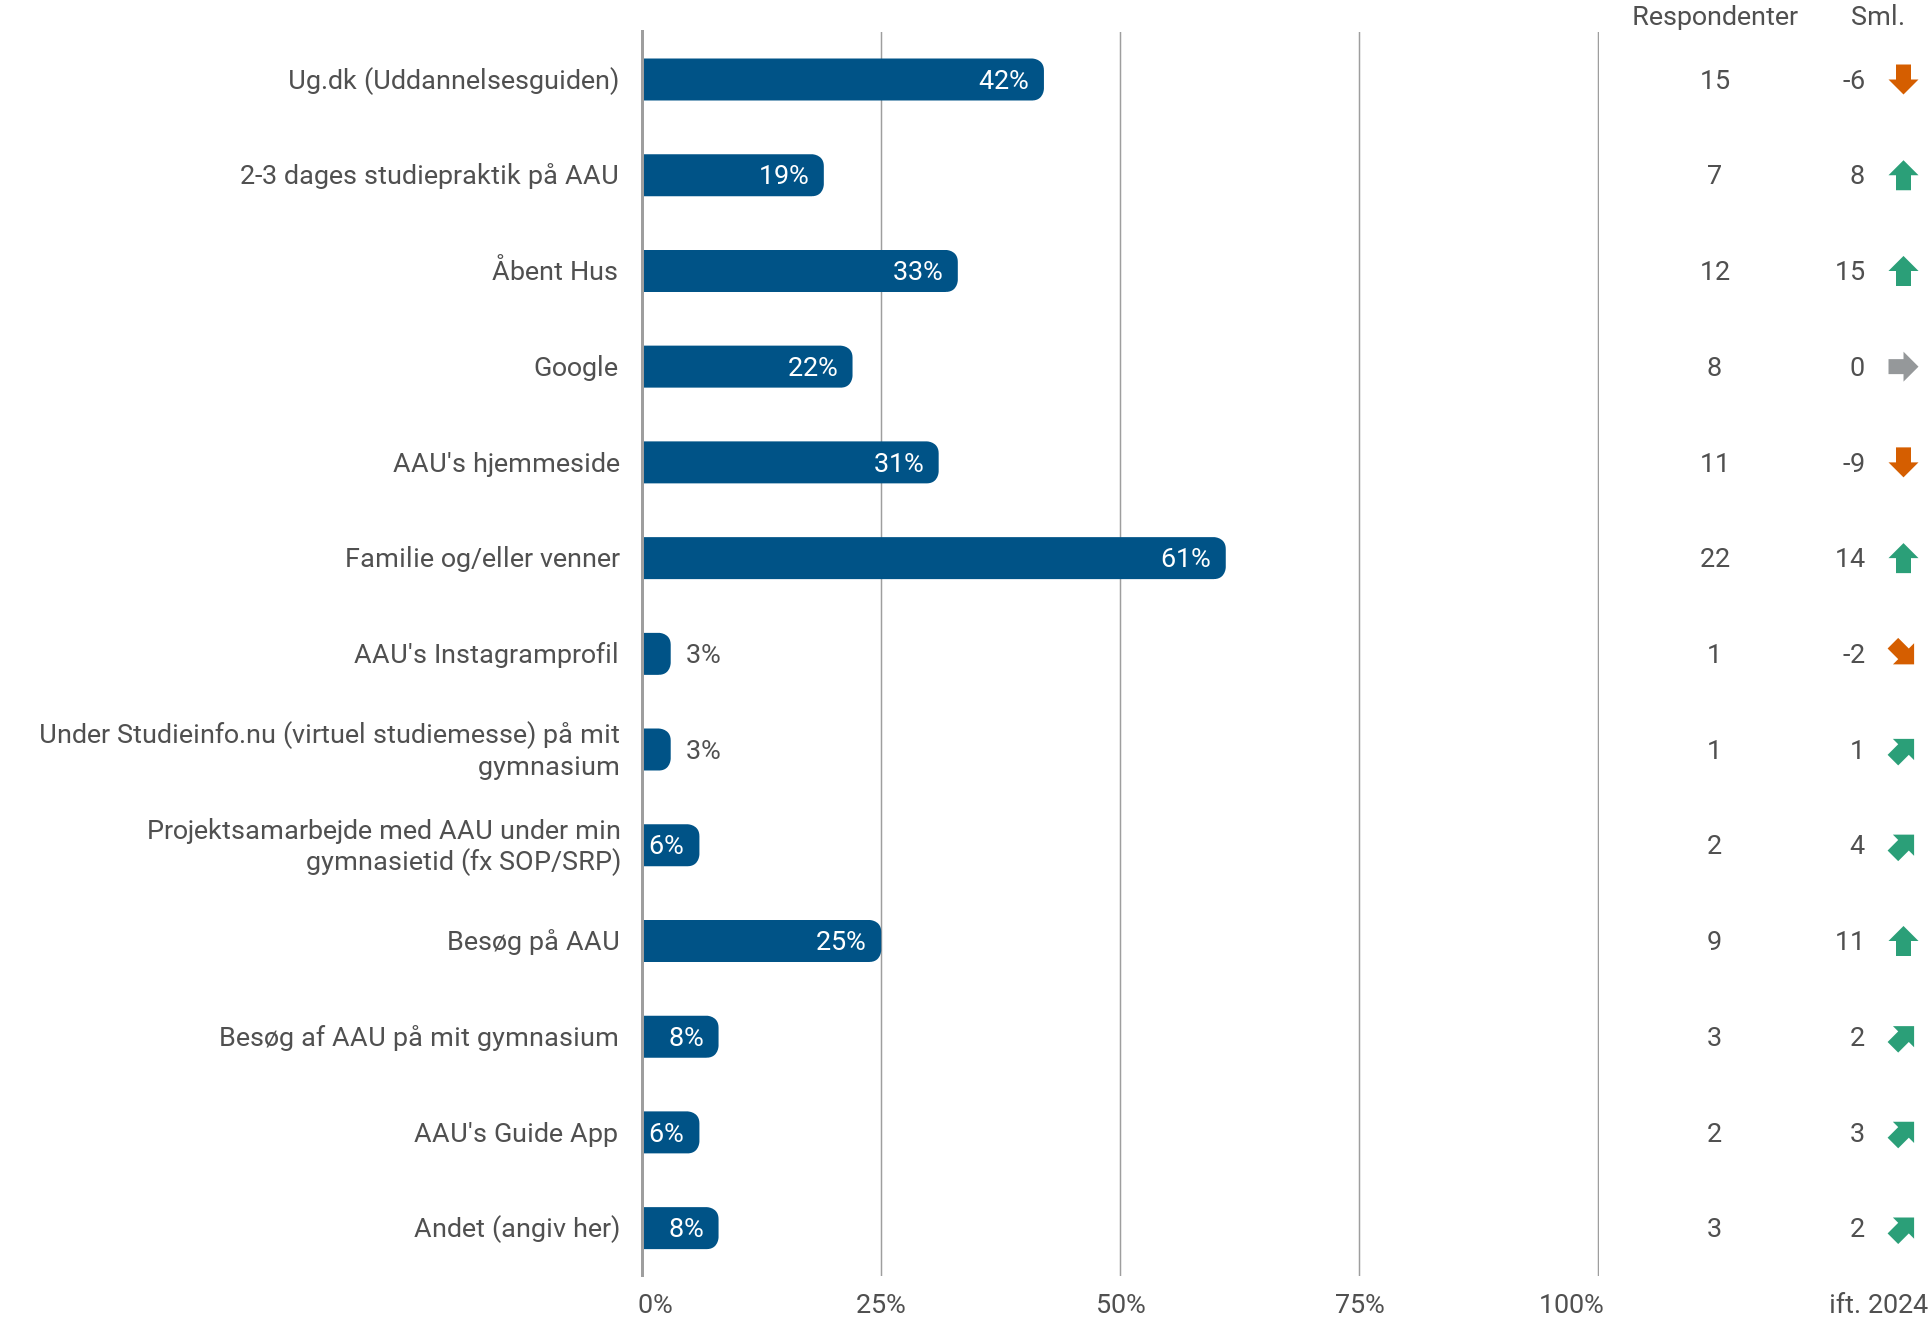 Respondenter Sml.
Ug.dk (Uddannelsesguiden) 42% 15 -6
2-3 dages studiepraktik på AAU 19% 7 8
Åbent Hus 33% 12 15
Google 22% 8 0
AAU's hjemmeside 31% 11 -9
Familie og/eller venner 61% 22 14
AAU's Instagramprofil 3% 1 -2
Under Studieinfo.nu (virtuel studiemesse) på mit
gymnasium 3% 1 1
Projektsamarbejde med AAU under min
gymnasietid (fx SOP/SRP) 6% 2 4
Besøg på AAU 25% 9 11
Besøg af AAU på mit gymnasium 8% 3 2
AAU's Guide App 6% 2 3
Andet (angiv her) 8% 3 2
0% 25% 50% 75% 100% ift. 2024